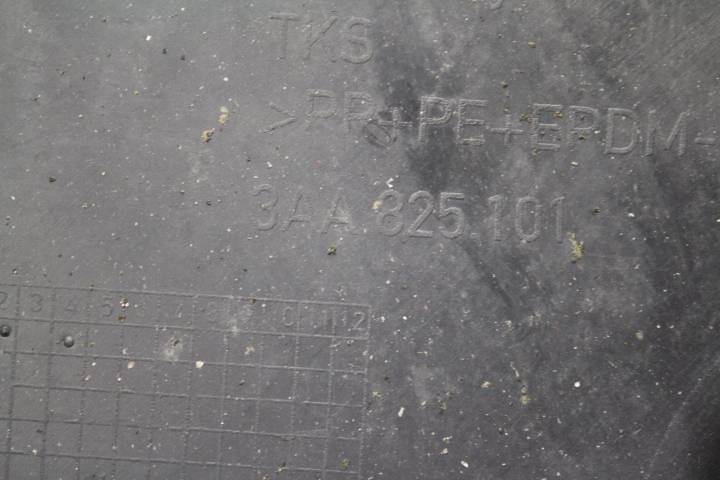 TKS
>PP+PE+EPDM-
3AA.825.101
2 3 4 5 6 7 8 9 10 11 12